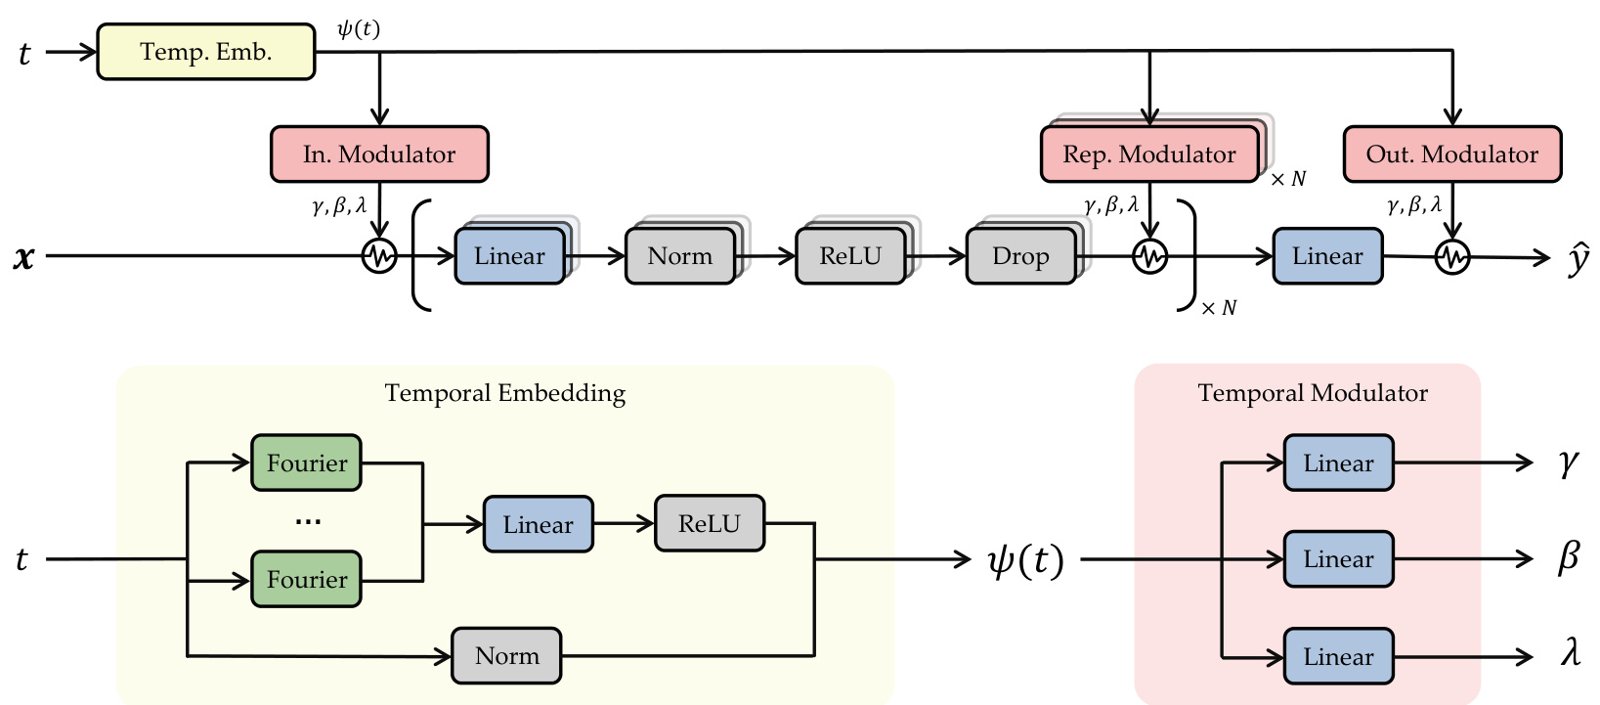 ψ(t)
t
Temp. Emb.
In. Modulator
Rep. Modulator
× N
Out. Modulator
γ, β, λ
γ, β, λ
γ, β, λ
x
Linear
Norm
ReLU
Drop
× N
Linear
ŷ
Temporal Embedding
Temporal Modulator
Fourier
...
Fourier
Linear
ReLU
Norm
t
ψ(t)
Linear
γ
Linear
β
Linear
λ